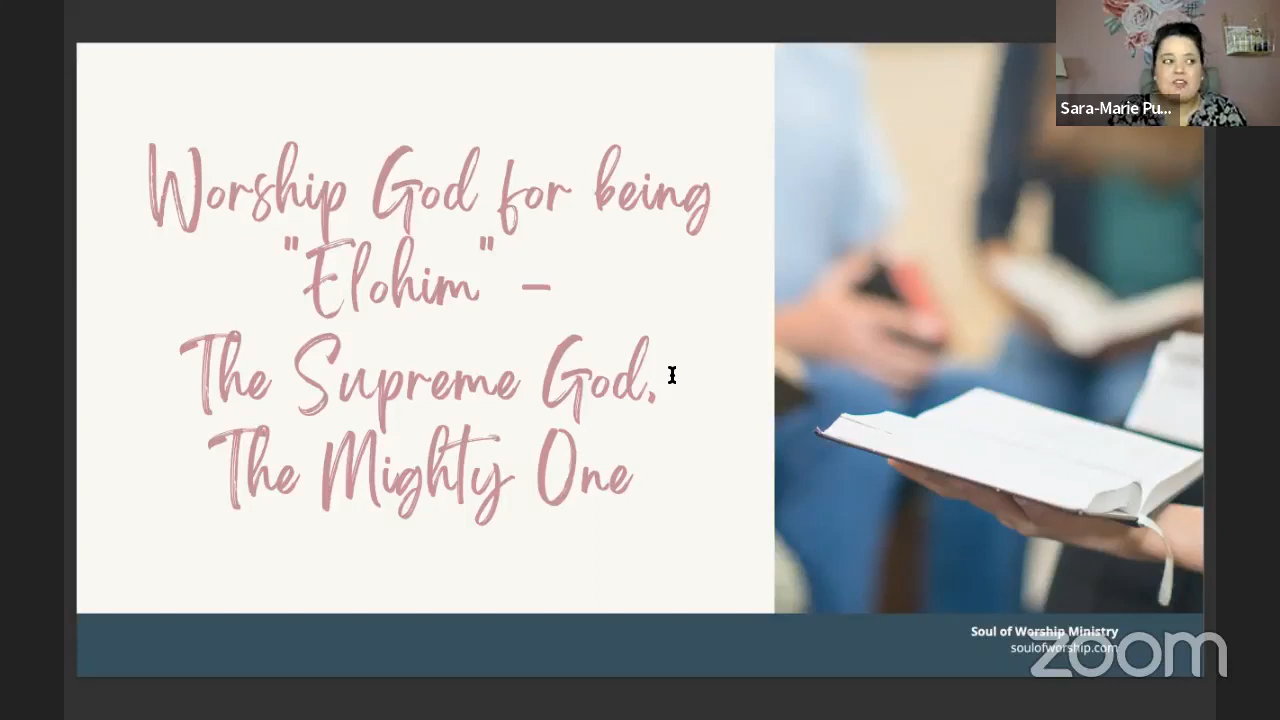 Sara-Marie Pu...
Worship God for being
"Elohim" –
The Supreme God,
The Mighty One
Soul of Worship Ministry
soulofworship.com
zoom